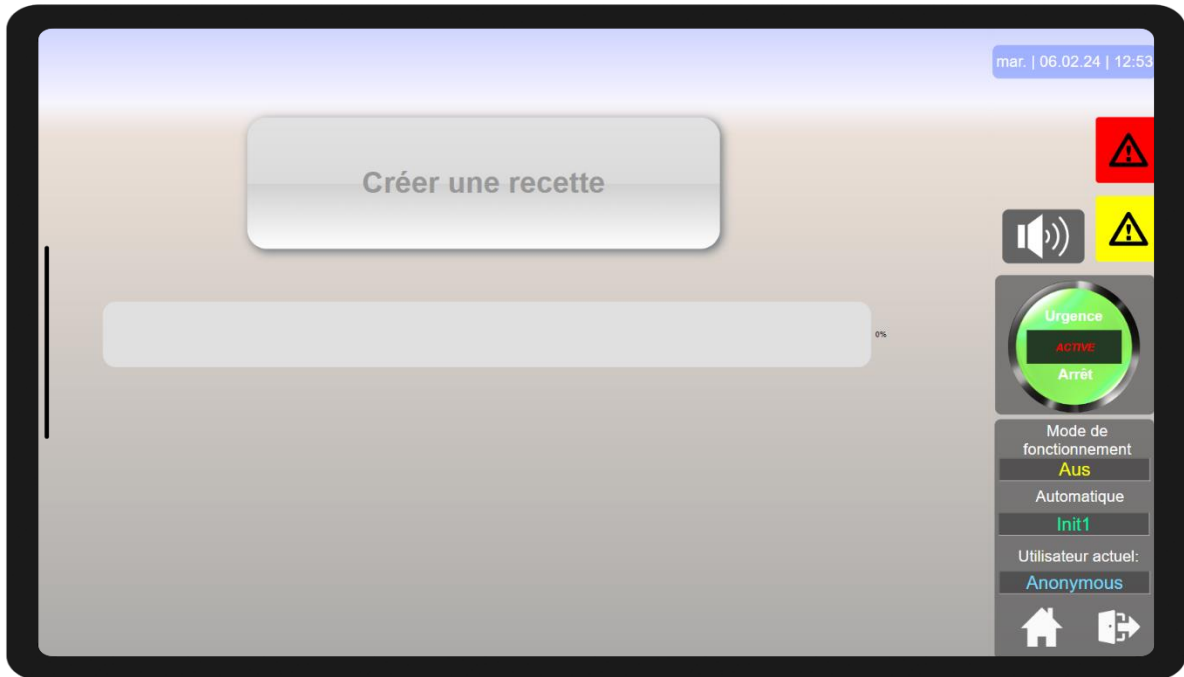 mar. | 06.02.24 | 12:53
Créer une recette
0%
Urgence
ACTIVE
Arrêt
Mode de
fonctionnement
Aus
Automatique
Init1
Utilisateur actuel:
Anonymous